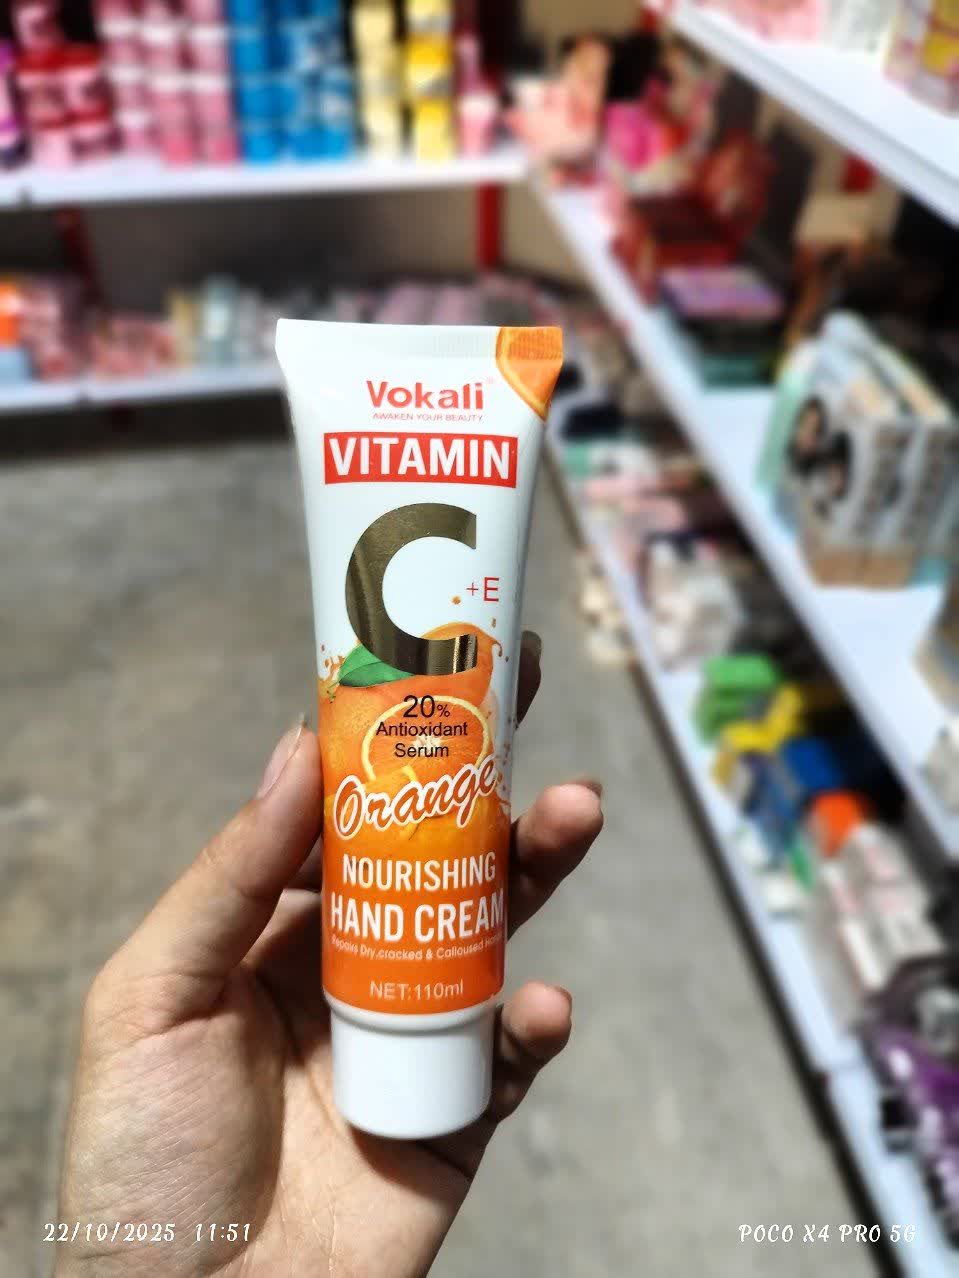 Vokali
AWAKEN YOUR BEAUTY
VITAMIN
C
+E
20%
Antioxidant
Serum
Orange
NOURISHING
HAND CREAM
Repairs Dry,cracked & Calloused
NET:110ml
22/10/2025 11:51
POCO X4 PRO 5G